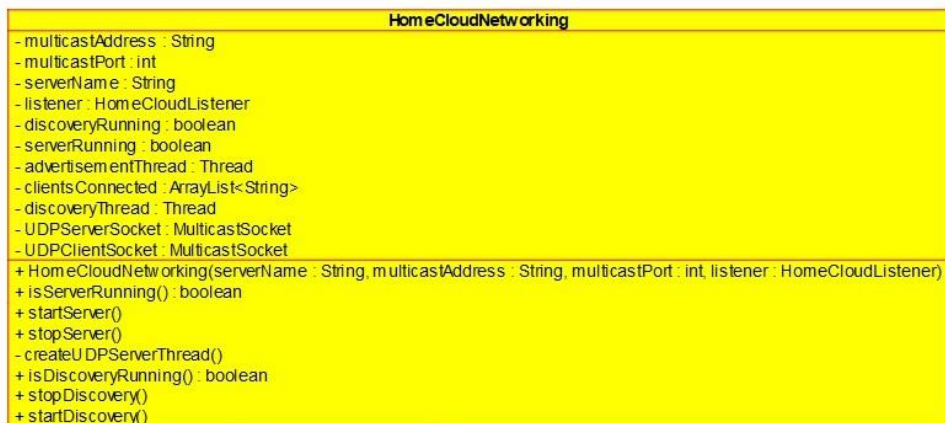 HomeCloudNetworking
- multicastAddress : String
- multicastPort : int
- serverName : String
- listener : HomeCloudListener
- discoveryRunning : boolean
- serverRunning : boolean
- advertisementThread : Thread
- clientsConnected : ArrayList<String>
- discoveryThread : Thread
- UDPServerSocket : MulticastSocket
- UDPClientSocket : MulticastSocket
+ HomeCloudNetworking(serverName : String, multicastAddress : String, multicastPort : int, listener : HomeCloudListener)
+ isServerRunning() : boolean
+ startServer()
+ stopServer()
- createUDPServerThread()
+ isDiscoveryRunning() : boolean
+ stopDiscovery()
+ startDiscovery()